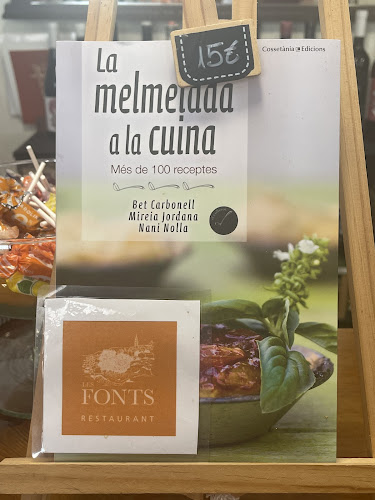 Cossetània Edicions
15€
La
melmelada
a la cuina
Més de 100 receptes
Bet Carbonell
Mireia Jordana
Nani Nolla
LES
FONTS
RESTAURANT